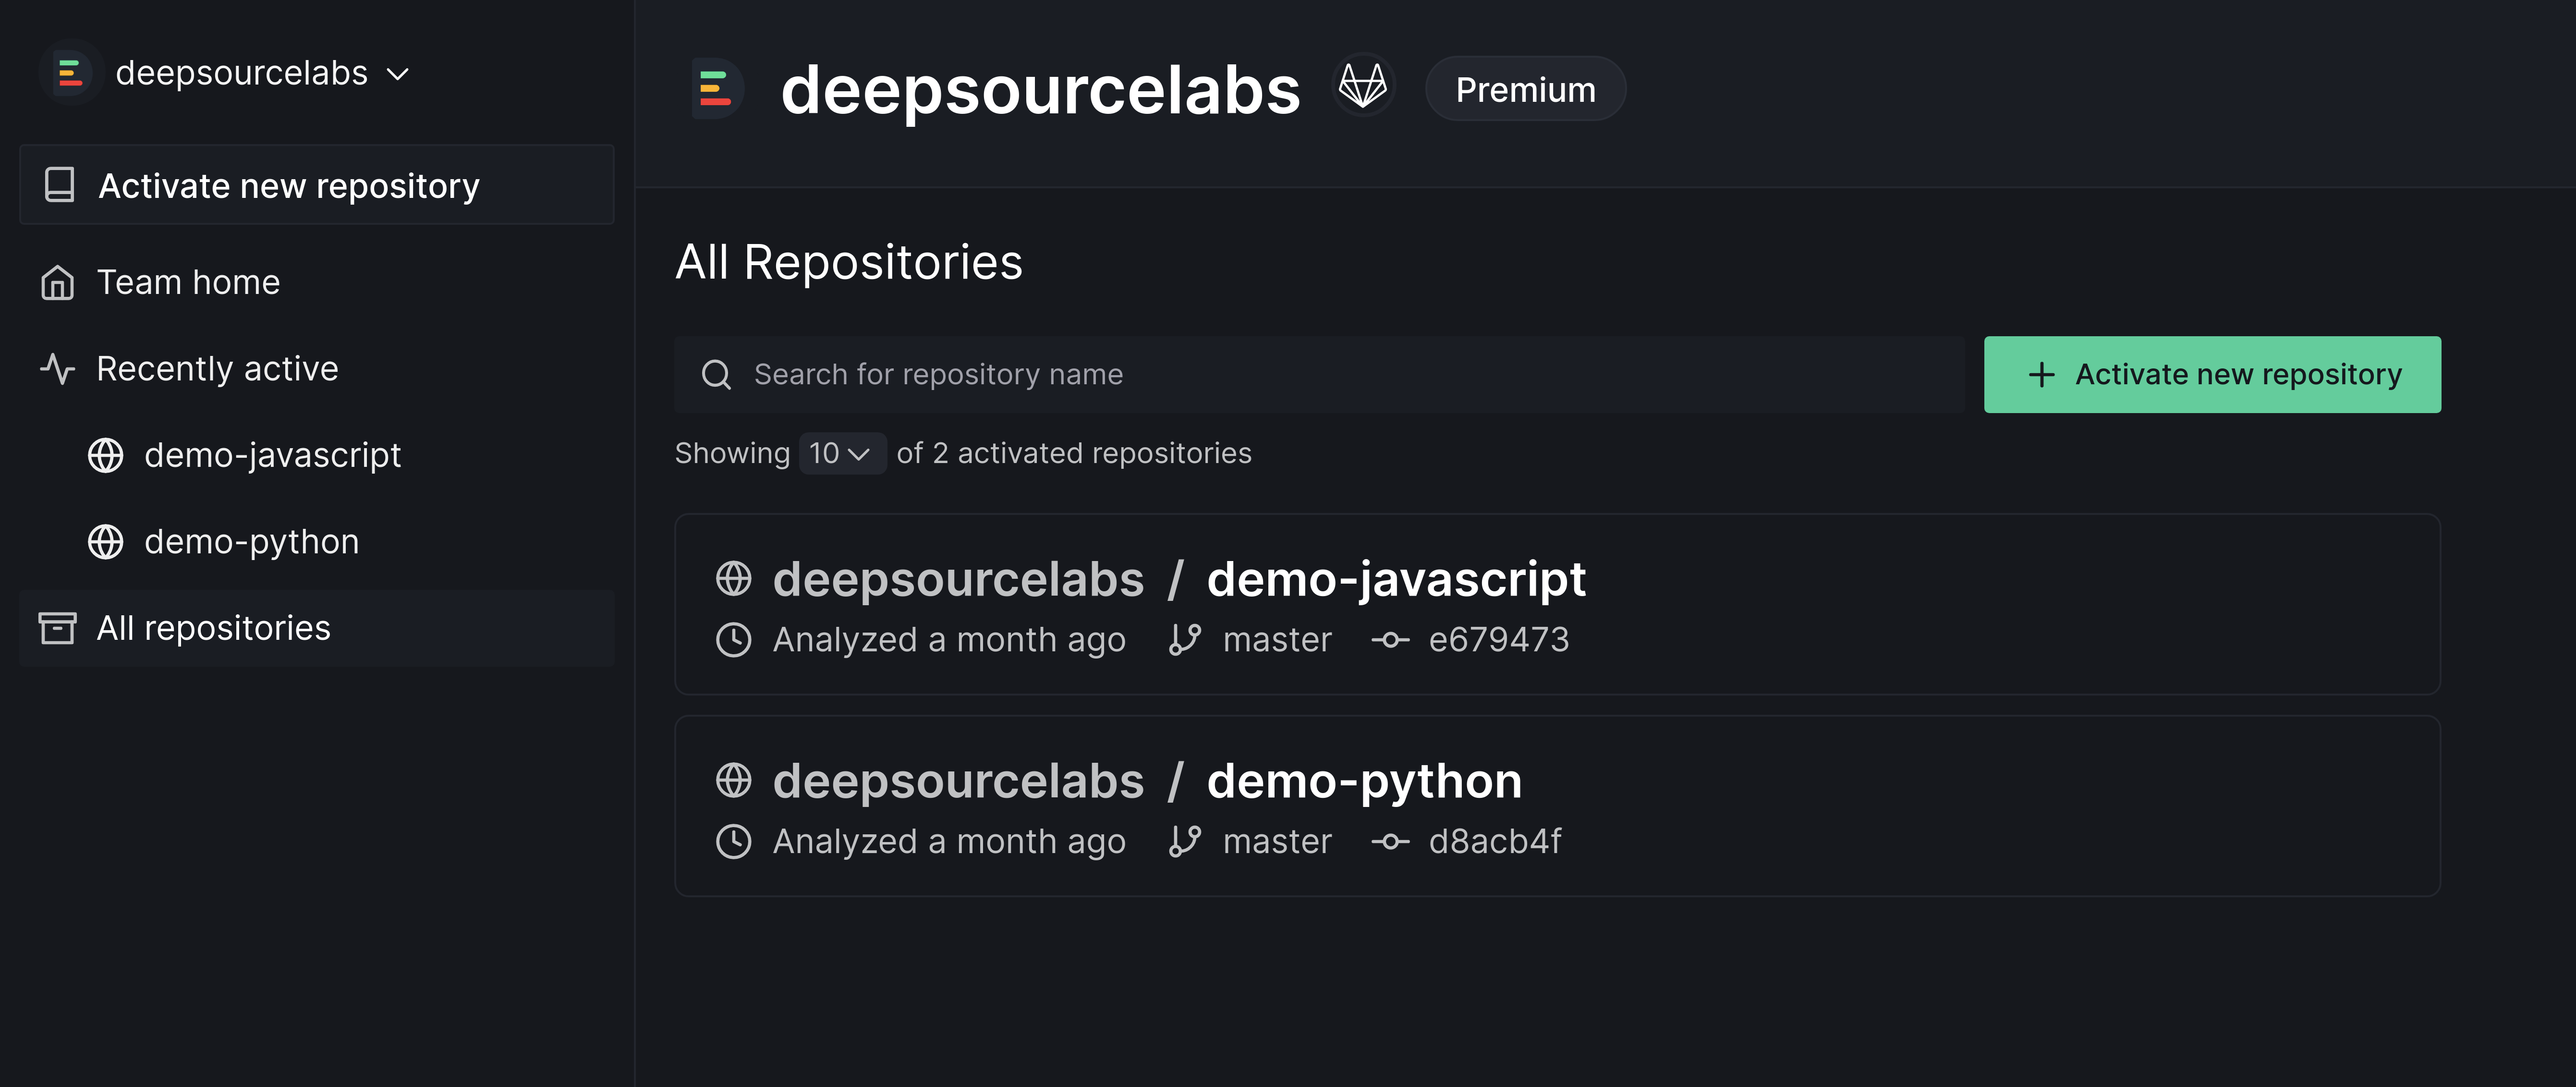 deepsourcelabs
Activate new repository
Team home
Recently active
demo-javascript
demo-python
All repositories
deepsourcelabs Premium
All Repositories
Search for repository name
Activate new repository
Showing 10 of 2 activated repositories
deepsourcelabs / demo-javascript
Analyzed a month ago master e679473
deepsourcelabs / demo-python
Analyzed a month ago master d8acb4f